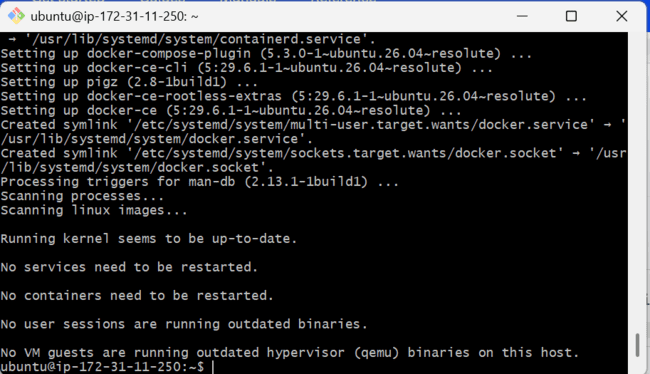 ubuntu@ip-172-31-11-250: ~
→ '/usr/lib/systemd/system/containerd.service'.
Setting up docker-compose-plugin (5.3.0-1~ubuntu.26.04~resolute) ...
Setting up docker-ce-cli (5:29.6.1-1~ubuntu.26.04~resolute) ...
Setting up pigz (2.8-1build1) ...
Setting up docker-ce-rootless-extras (5:29.6.1-1~ubuntu.26.04~resolute) ...
Setting up docker-ce (5:29.6.1-1~ubuntu.26.04~resolute) ...
Created symlink '/etc/systemd/system/multi-user.target.wants/docker.service' → '
/usr/lib/systemd/system/docker.service'.
Created symlink '/etc/systemd/system/sockets.target.wants/docker.socket' → '/usr
/lib/systemd/system/docker.socket'.
Processing triggers for man-db (2.13.1-1build1) ...
Scanning processes...
Scanning linux images...
Running kernel seems to be up-to-date.
No services need to be restarted.
No containers need to be restarted.
No user sessions are running outdated binaries.
No VM guests are running outdated hypervisor (qemu) binaries on this host.
ubuntu@ip-172-31-11-250:~$